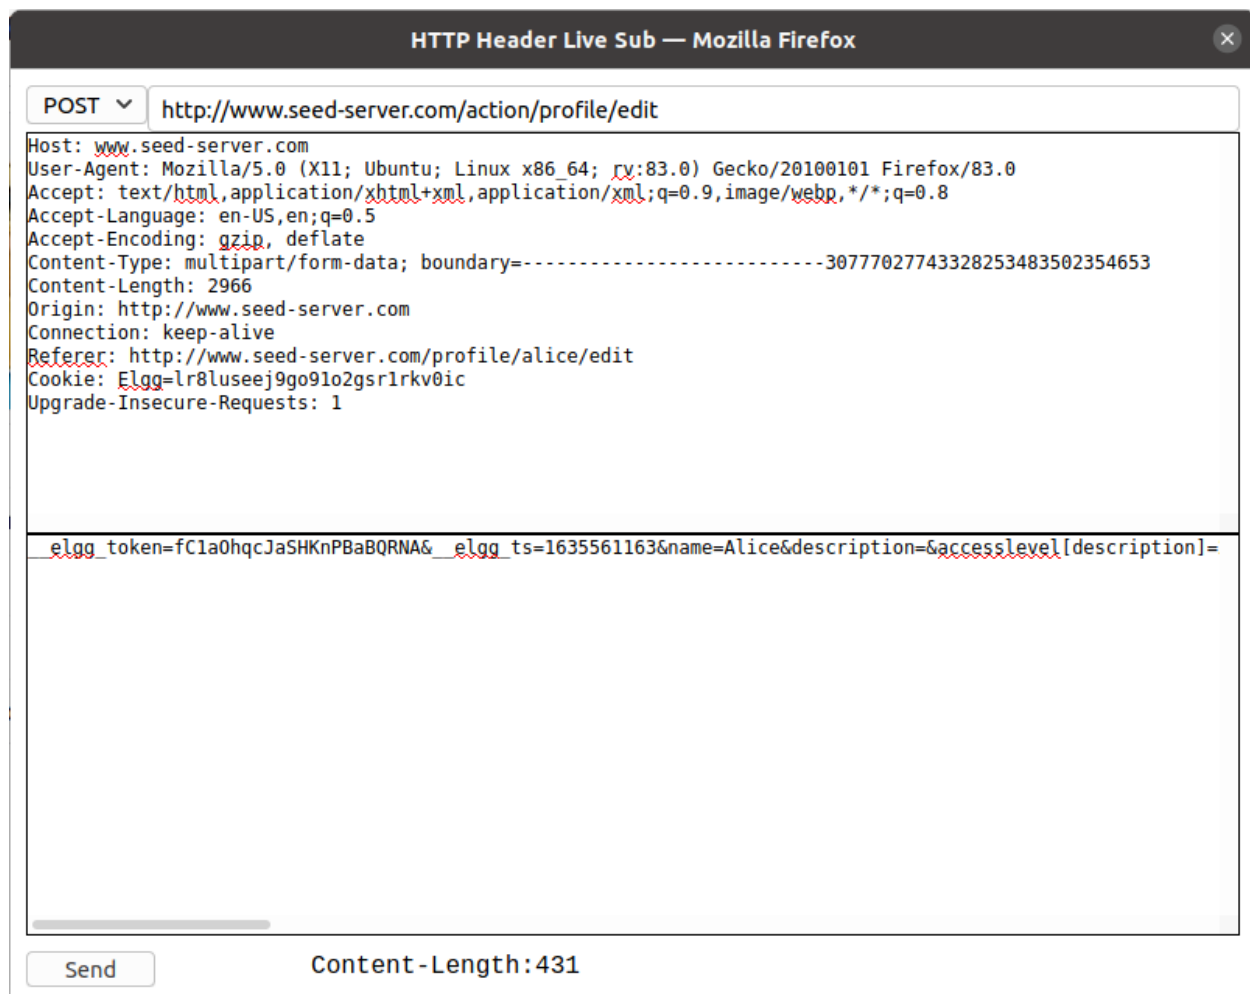 HTTP Header Live Sub — Mozilla Firefox
POST http://www.seed-server.com/action/profile/edit
Host: www.seed-server.com
User-Agent: Mozilla/5.0 (X11; Ubuntu; Linux x86_64; rv:83.0) Gecko/20100101 Firefox/83.0
Accept: text/html,application/xhtml+xml,application/xml;q=0.9,image/webp,*/*;q=0.8
Accept-Language: en-US,en;q=0.5
Accept-Encoding: gzip, deflate
Content-Type: multipart/form-data; boundary=---------------------------30777027743328253483502354653
Content-Length: 2966
Origin: http://www.seed-server.com
Connection: keep-alive
Referer: http://www.seed-server.com/profile/alice/edit
Cookie: Elgg=lr8luseej9go91o2gsr1rkv0ic
Upgrade-Insecure-Requests: 1
__elgg_token=fC1aOhqcJaSHKnPBaBQRNA&__elgg_ts=1635561163&name=Alice&description=&accesslevel[description]=
Send Content-Length:431